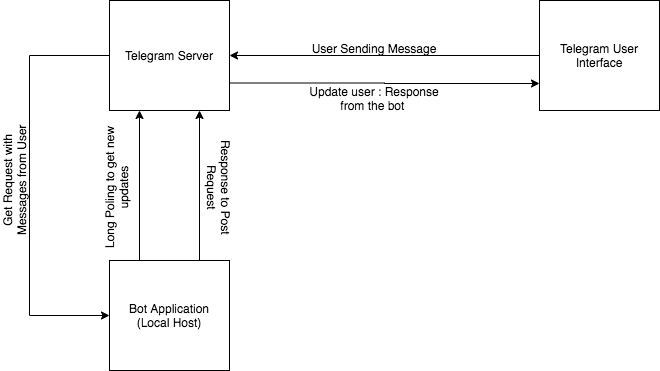 Telegram Server
User Sending Message
Telegram User
Interface
Update user : Response
from the bot
Get Request with
Messages from User
Long Poling to get new
updates
Response to Post
Request
Bot Application
(Local Host)